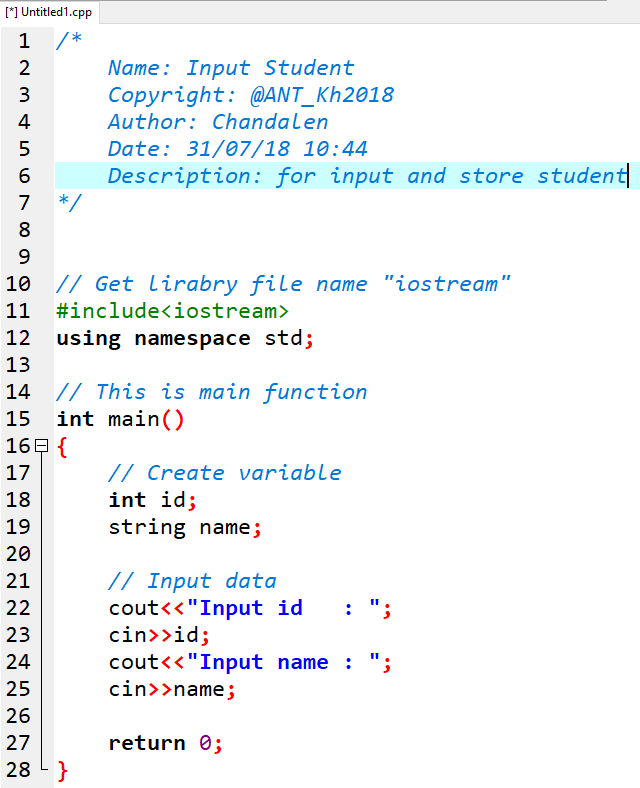 [*] Untitled1.cpp
1 /*
2     Name: Input Student
3     Copyright: @ANT_Kh2018
4     Author: Chandalen
5     Date: 31/07/18 10:44
6     Description: for input and store student
7 */
8
9
10 // Get lirabry file name "iostream"
11 #include<iostream>
12 using namespace std;
13
14 // This is main function
15 int main()
16 {
17     // Create variable
18     int id;
19     string name;
20
21     // Input data
22     cout<<"Input id   : ";
23     cin>>id;
24     cout<<"Input name : ";
25     cin>>name;
26
27     return 0;
28 }